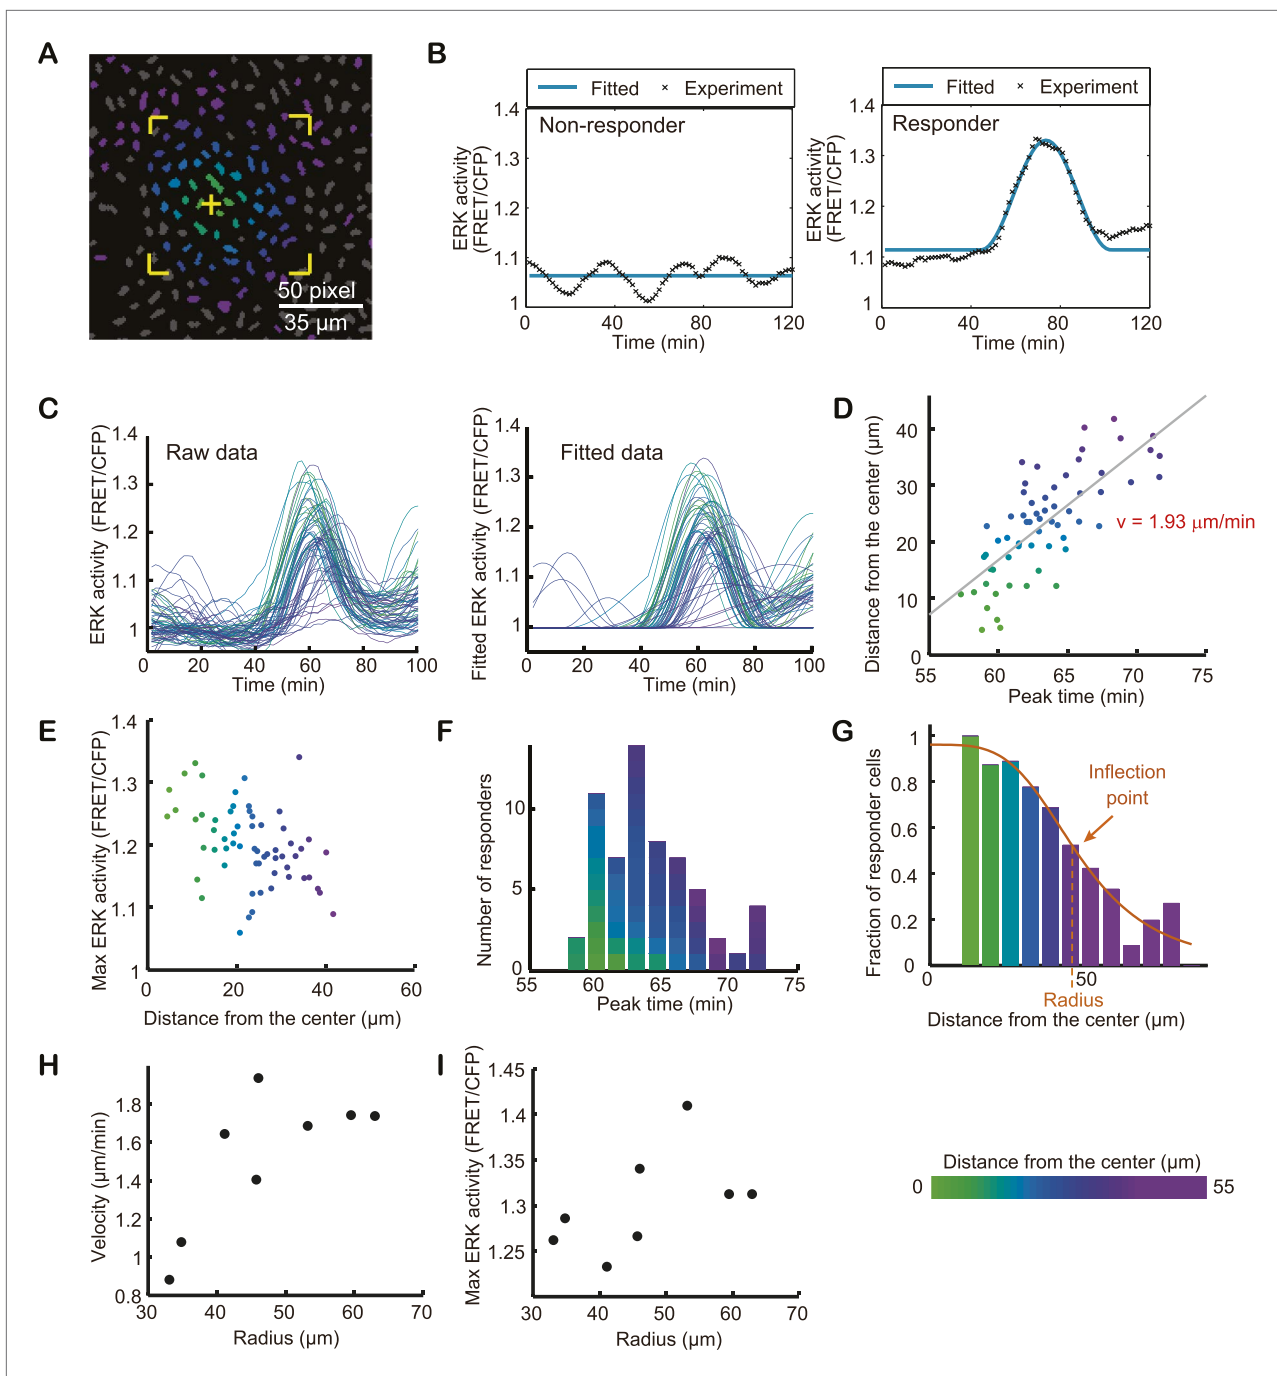 A
50 pixel
35 µm
B
Fitted
Experiment
Non-responder
ERK activity
(FRET/CFP)
1.4
1.3
1.2
1.1
1
0
40
80
120
Time (min)
Fitted
Experiment
Responder
ERK activity
(FRET/CFP)
1.4
1.3
1.2
1.1
1
0
40
80
120
Time (min)
C
Raw data
ERK activity (FRET/CFP)
1.4
1.3
1.2
1.1
1
0
20
40
60
80
100
Time (min)
Fitted data
Fitted ERK activity (FRET/CFP)
1.4
1.3
1.2
1.1
1
0
20
40
60
80
100
Time (min)
D
Distance from the center (µm)
40
30
20
10
0
v = 1.93 µm/min
55
60
65
70
75
Peak time (min)
E
Max ERK activity (FRET/CFP)
1.4
1.3
1.2
1.1
1
0
20
40
60
Distance from the center (µm)
F
Number of responders
10
5
0
55
60
65
70
75
Peak time (min)
G
Fraction of responder cells
1
0.8
0.6
0.4
0.2
0
Inflection
point
0
50
Radius
Distance from the center (µm)
H
Velocity (µm/min)
1.8
1.6
1.4
1.2
1
0.8
30
40
50
60
70
Radius (µm)
I
Max ERK activity (FRET/CFP)
1.45
1.4
1.35
1.3
1.25
30
40
50
60
70
Radius (µm)
Distance from the center (µm)
0
55